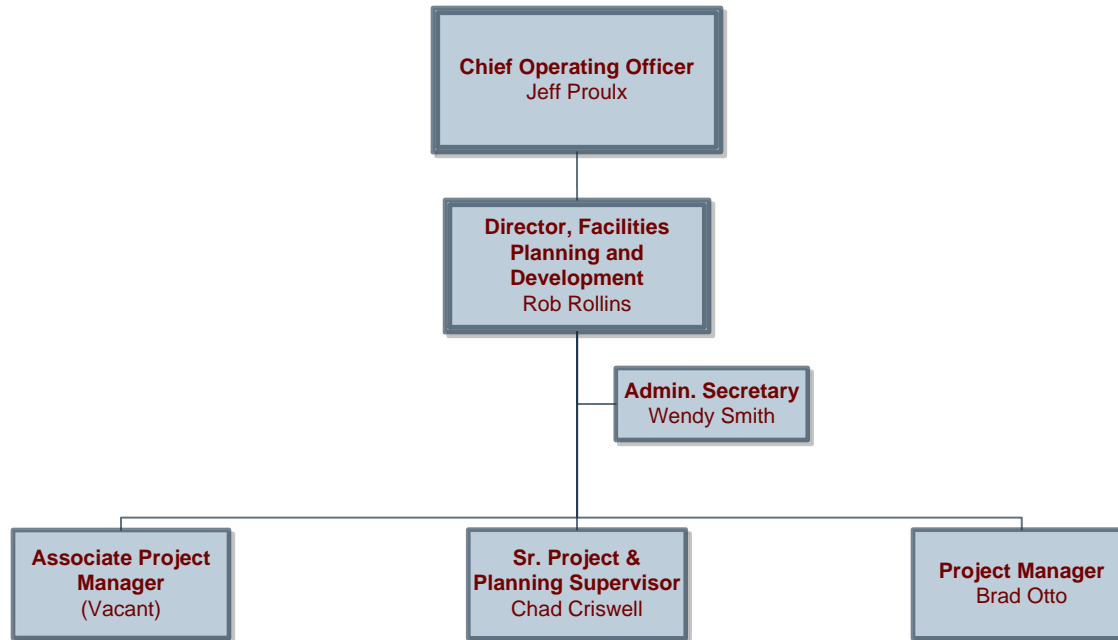 Chief Operating Officer
Jeff Proulx
Director, Facilities
Planning and
Development
Rob Rollins
Admin. Secretary
Wendy Smith
Associate Project
Manager
(Vacant)
Sr. Project &
Planning Supervisor
Chad Criswell
Project Manager
Brad Otto